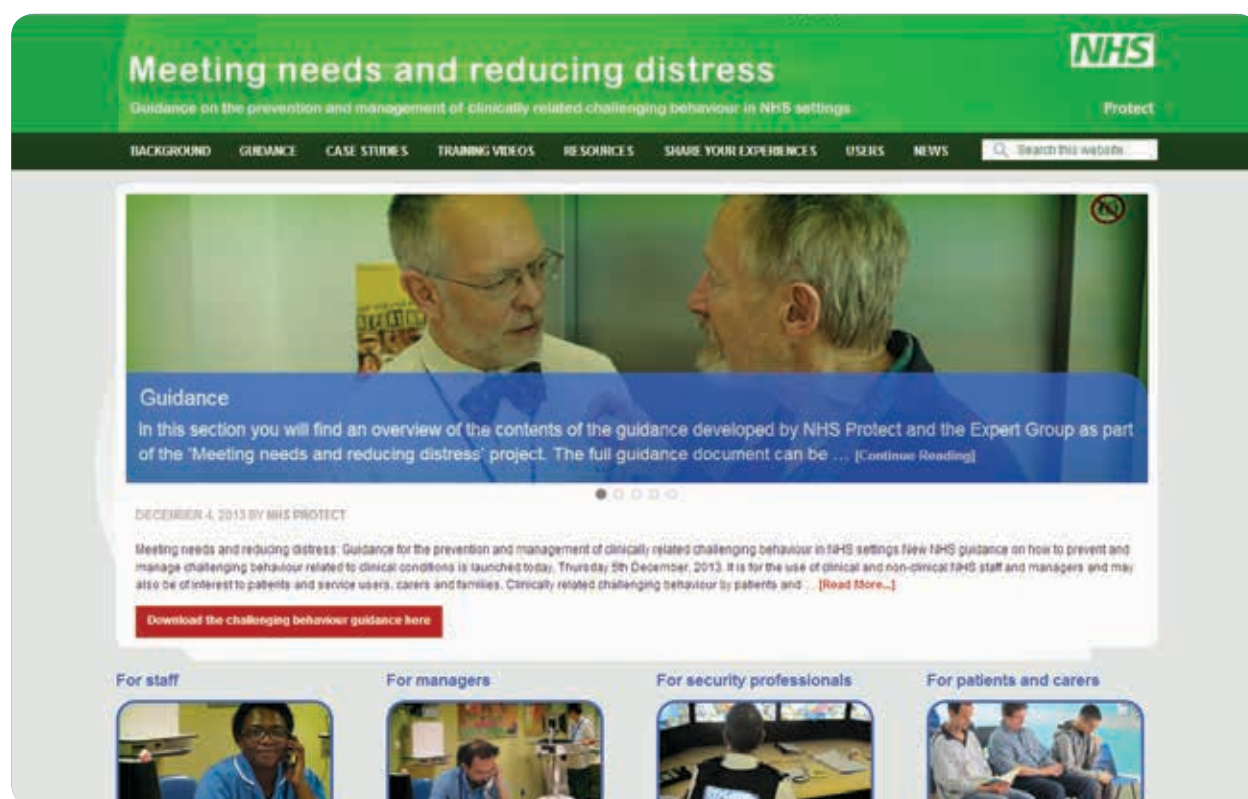 Meeting needs and reducing distress
NHS
Guidance on the prevention and management of clinically related challenging behaviour in NHS settings
Protect
BACKGROUND GUIDANCE CASE STUDIES TRAINING VIDEOS RESOURCES SHARE YOUR EXPERIENCES USERS NEWS Search this website
Guidance
In this section you will find an overview of the contents of the guidance developed by NHS Protect and the Expert Group as part
of the 'Meeting needs and reducing distress' project. The full guidance document can be ... [Continue Reading]
DECEMBER 4, 2013 BY NHS PROTECT
Meeting needs and reducing distress: Guidance for the prevention and management of clinically related challenging behaviour in NHS settings New NHS guidance on how to prevent and
manage challenging behaviour related to clinical conditions is launched today, Thursday 5th December, 2013. It is for the use of clinical and non-clinical NHS staff and managers and may
also be of interest to patients and service users, carers and families. Clinically related challenging behaviour by patients and ... [Read More...]
Download the challenging behaviour guidance here
For staff For managers For security professionals For patients and carers